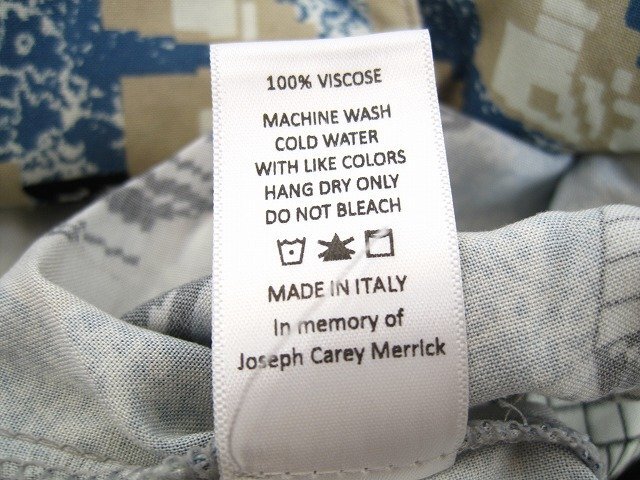 100% VISCOSE
MACHINE WASH
COLD WATER
WITH LIKE COLORS
HANG DRY ONLY
DO NOT BLEACH
MADE IN ITALY
In memory of
Joseph Carey Merrick